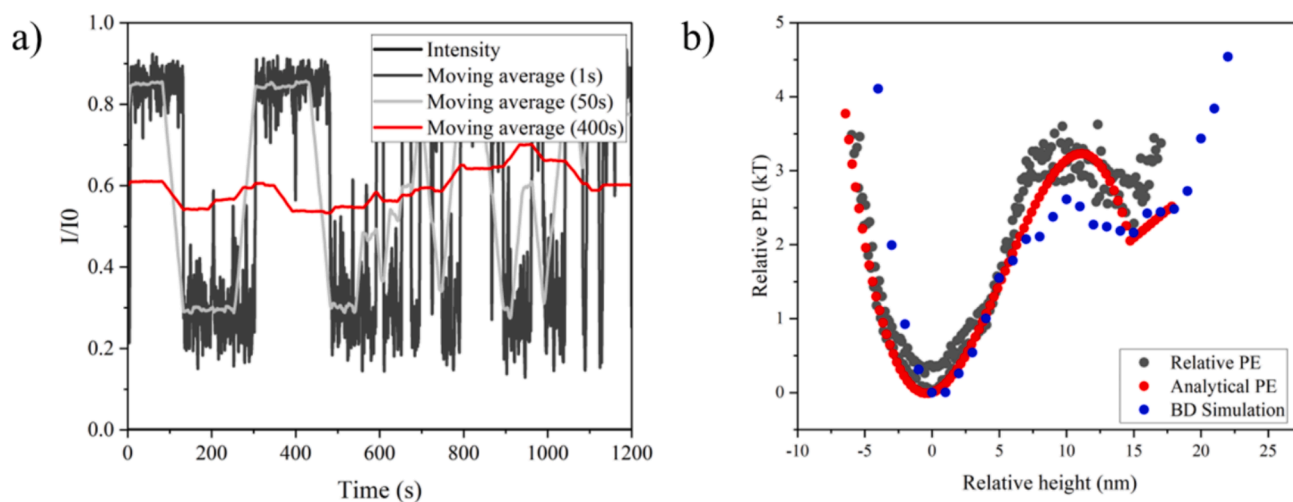 a)
1.0
0.8
0.6
0.4
0.2
0.0
I/I0
Intensity
Moving average (1s)
Moving average (50s)
Moving average (400s)
0 200 400 600 800 1000 1200
Time (s)
b)
5
4
3
2
1
0
Relative PE (kT)
Relative PE
Analytical PE
BD Simulation
-10 -5 0 5 10 15 20 25
Relative height (nm)